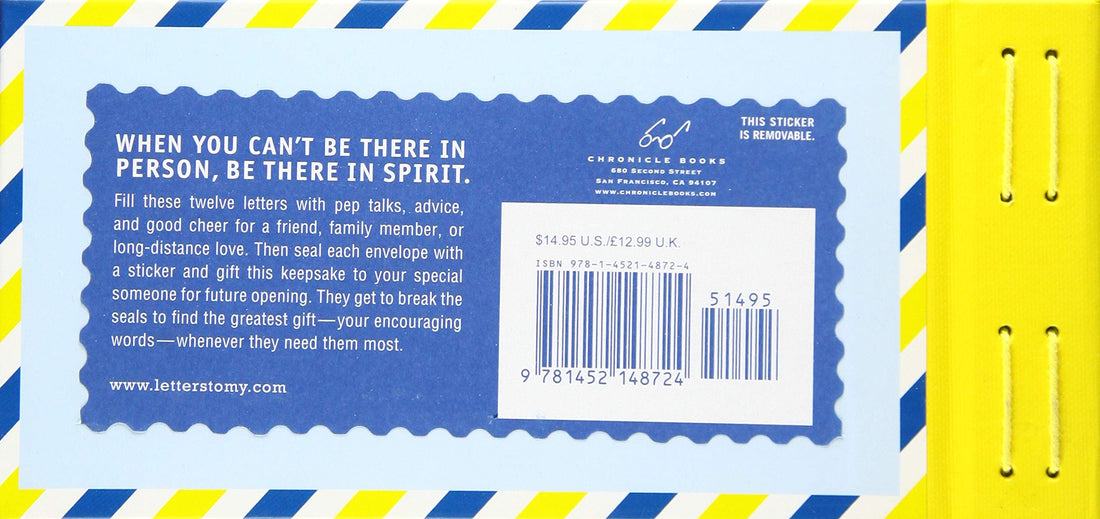 WHEN YOU CAN'T BE THERE IN
PERSON, BE THERE IN SPIRIT.
Fill these twelve letters with pep talks, advice,
and good cheer for a friend, family member, or
long-distance love. Then seal each envelope with
a sticker and gift this keepsake to your special
someone for future opening. They get to break the
seals to find the greatest gift—your encouraging
words—whenever they need them most.
www.letterstomy.com
CHRONICLE BOOKS
680 SECOND STREET
SAN FRANCISCO, CA 94107
WWW.CHRONICLEBOOKS.COM
THIS STICKER
IS REMOVABLE.
$14.95 U.S./£12.99 U.K.
ISBN 978-1-4521-4872-4
51495
9 781452 148724